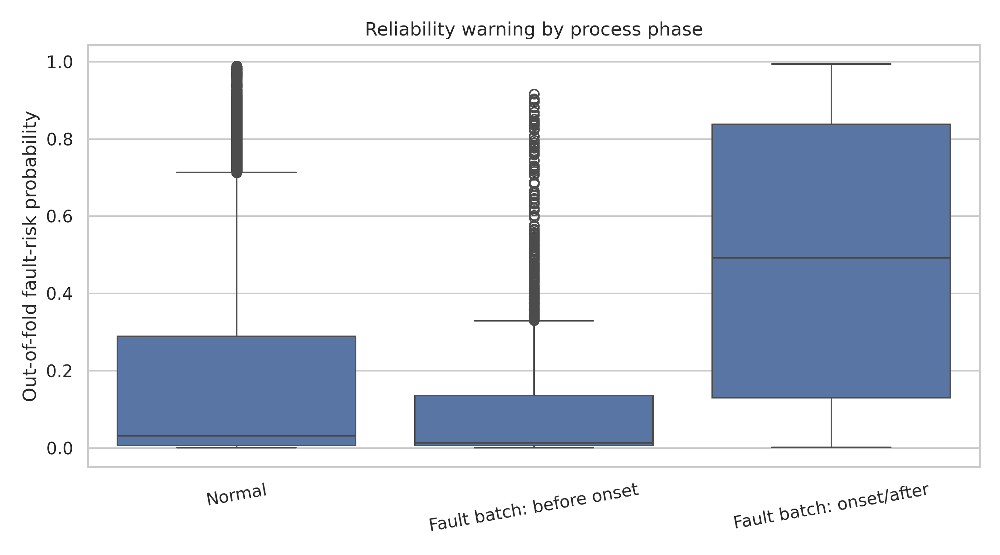 Reliability warning by process phase
Out-of-fold fault-risk probability
1.0
0.8
0.6
0.4
0.2
0.0
Normal
Fault batch: before onset
Fault batch: onset/after